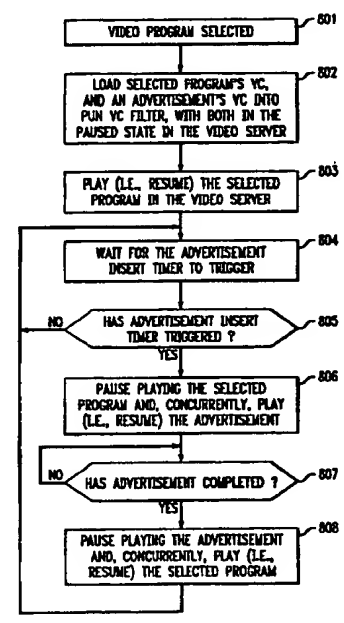 801
VIDEO PROGRAM SELECTED
802
LOAD SELECTED PROGRAM'S VC,
AND AN ADVERTISEMENT'S VC INTO
PUN VC FILTER, WITH BOTH IN THE
PAUSED STATE IN THE VIDEO SERVER
803
PLAY (I.E., RESUME) THE SELECTED
PROGRAM IN THE VIDEO SERVER
804
WAIT FOR THE ADVERTISEMENT
INSERT TIMER TO TRIGGER
805
NO
HAS ADVERTISEMENT INSERT
TIMER TRIGGERED ?
YES
806
PAUSE PLAYING THE SELECTED
PROGRAM AND, CONCURRENTLY, PLAY
(I.E., RESUME) THE ADVERTISEMENT
807
NO
HAS ADVERTISEMENT COMPLETED ?
YES
808
PAUSE PLAYING THE ADVERTISEMENT
AND, CONCURRENTLY, PLAY (I.E.,
RESUME) THE SELECTED PROGRAM